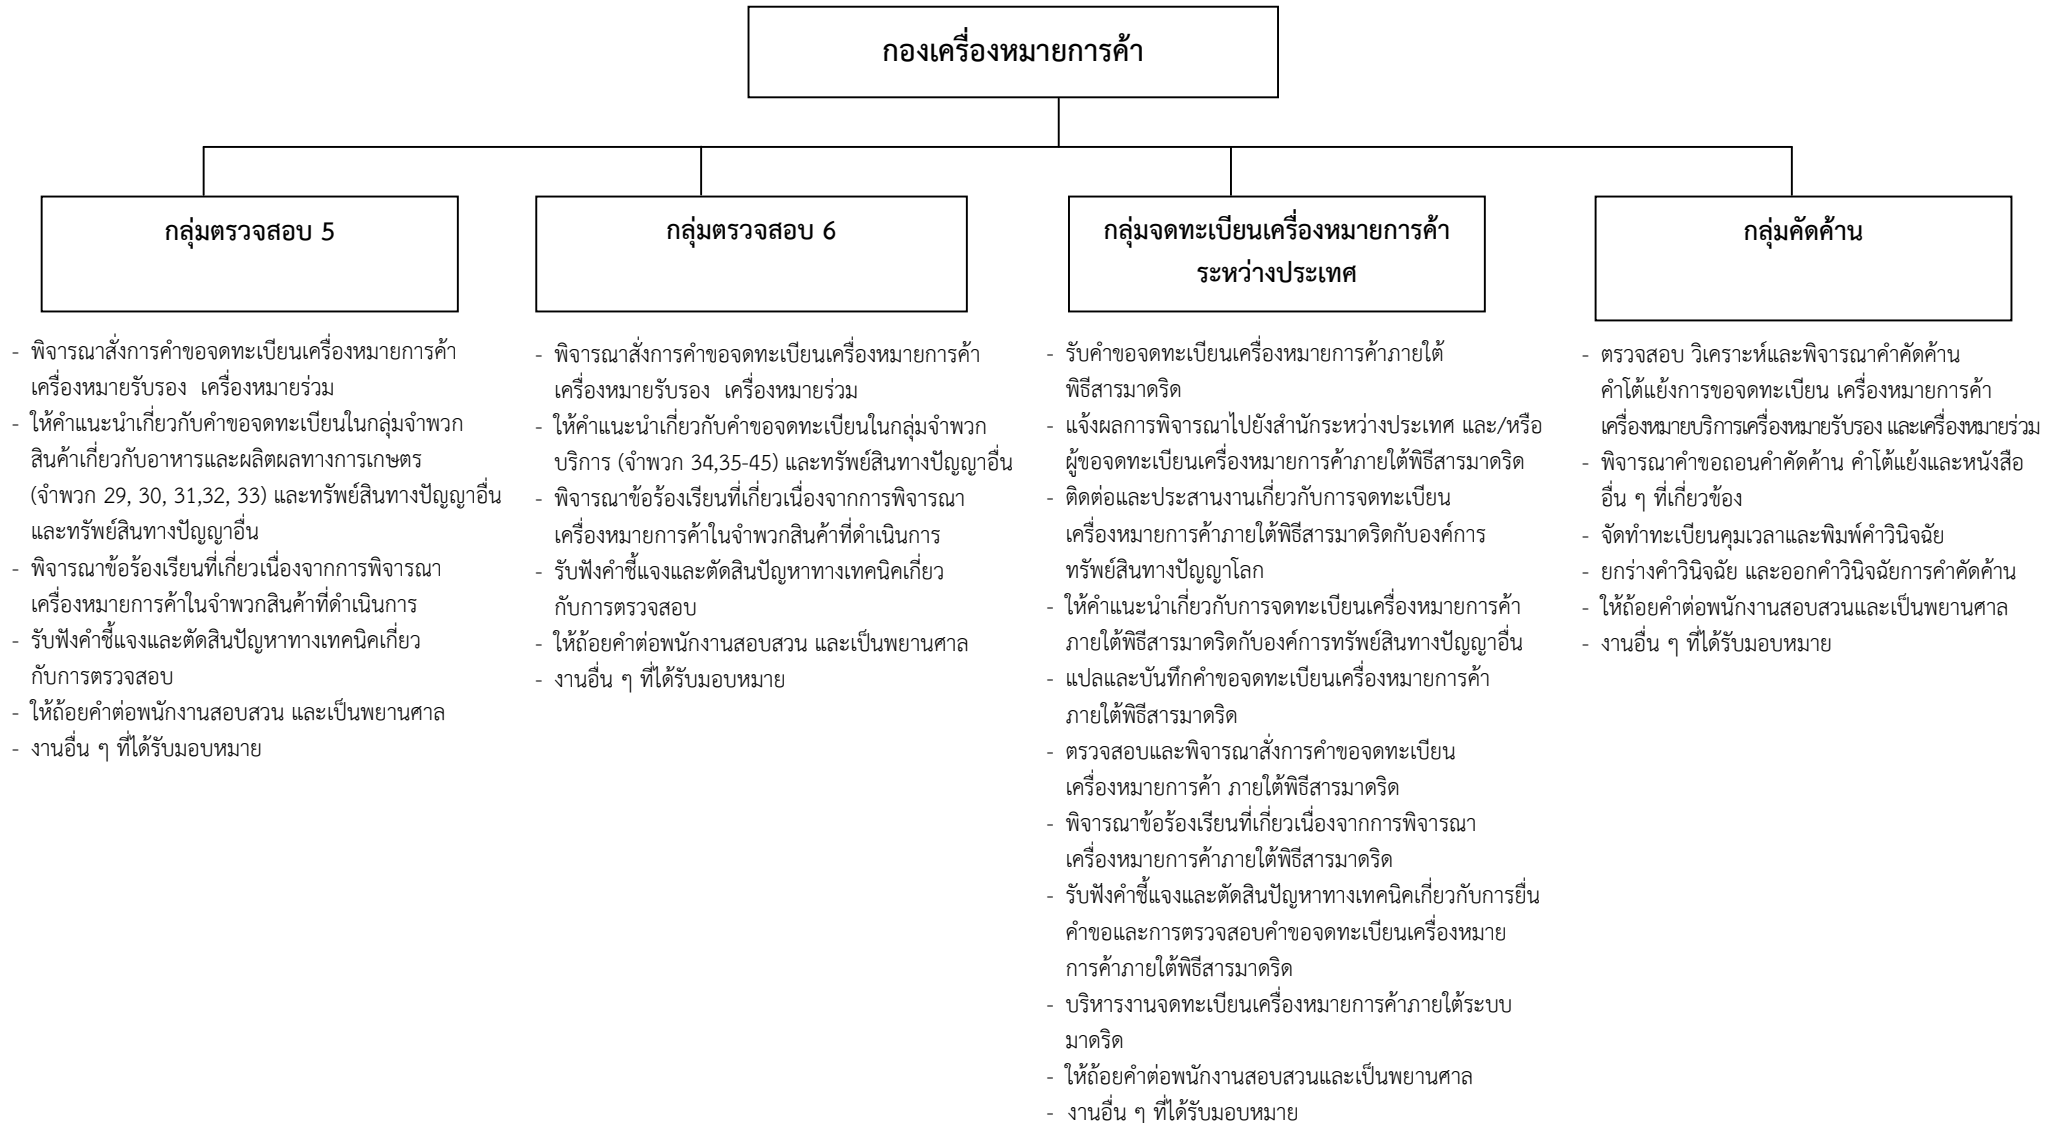 กองเครื่องหมายการค้า
กลุ่มตรวจสอบ 5
- พิจารณาสั่งการคำขอจดทะเบียนเครื่องหมายการค้า
เครื่องหมายรับรอง เครื่องหมายร่วม
- ให้คำแนะนำเกี่ยวกับคำขอจดทะเบียนในกลุ่มจำพวก
สินค้าเกี่ยวกับอาหารและผลิตผลทางการเกษตร
(จำพวก 29, 30, 31,32, 33) และทรัพย์สินทางปัญญาอื่น
และทรัพย์สินทางปัญญาอื่น
- พิจารณาข้อร้องเรียนที่เกี่ยวเนื่องจากการพิจารณา
เครื่องหมายการค้าในจำพวกสินค้าที่ดำเนินการ
- รับฟังคำชี้แจงและตัดสินปัญหาทางเทคนิคเกี่ยว
กับการตรวจสอบ
- ให้ถ้อยคำต่อพนักงานสอบสวน และเป็นพยานศาล
- งานอื่น ๆ ที่ได้รับมอบหมาย
กลุ่มตรวจสอบ 6
- พิจารณาสั่งการคำขอจดทะเบียนเครื่องหมายการค้า
เครื่องหมายรับรอง เครื่องหมายร่วม
- ให้คำแนะนำเกี่ยวกับคำขอจดทะเบียนในกลุ่มจำพวก
บริการ (จำพวก 34,35-45) และทรัพย์สินทางปัญญาอื่น
- พิจารณาข้อร้องเรียนที่เกี่ยวเนื่องจากการพิจารณา
เครื่องหมายการค้าในจำพวกสินค้าที่ดำเนินการ
- รับฟังคำชี้แจงและตัดสินปัญหาทางเทคนิคเกี่ยว
กับการตรวจสอบ
- ให้ถ้อยคำต่อพนักงานสอบสวน และเป็นพยานศาล
- งานอื่น ๆ ที่ได้รับมอบหมาย
กลุ่มจดทะเบียนเครื่องหมายการค้า
ระหว่างประเทศ
- รับคำขอจดทะเบียนเครื่องหมายการค้าภายใต้
พิธีสารมาดริด
- แจ้งผลการพิจารณาไปยังสำนักระหว่างประเทศ และ/หรือ
ผู้ขอจดทะเบียนเครื่องหมายการค้าภายใต้พิธีสารมาดริด
- ติดต่อและประสานงานเกี่ยวกับการจดทะเบียน
เครื่องหมายการค้าภายใต้พิธีสารมาดริดกับองค์การ
ทรัพย์สินทางปัญญาโลก
- ให้คำแนะนำเกี่ยวกับการจดทะเบียนเครื่องหมายการค้า
ภายใต้พิธีสารมาดริดกับองค์การทรัพย์สินทางปัญญาอื่น
- แปลและบันทึกคำขอจดทะเบียนเครื่องหมายการค้า
ภายใต้พิธีสารมาดริด
- ตรวจสอบและพิจารณาสั่งการคำขอจดทะเบียน
เครื่องหมายการค้า ภายใต้พิธีสารมาดริด
- พิจารณาข้อร้องเรียนที่เกี่ยวเนื่องจากการพิจารณา
เครื่องหมายการค้าภายใต้พิธีสารมาดริด
- รับฟังคำชี้แจงและตัดสินปัญหาทางเทคนิคเกี่ยวกับการยื่น
คำขอและการตรวจสอบคำขอจดทะเบียนเครื่องหมาย
การค้าภายใต้พิธีสารมาดริด
- บริหารงานจดทะเบียนเครื่องหมายการค้าภายใต้ระบบ
มาดริด
- ให้ถ้อยคำต่อพนักงานสอบสวนและเป็นพยานศาล
- งานอื่น ๆ ที่ได้รับมอบหมาย
กลุ่มคัดค้าน
- ตรวจสอบ วิเคราะห์และพิจารณาคำคัดค้าน
คำโต้แย้งการขอจดทะเบียน เครื่องหมายการค้า
เครื่องหมายบริการเครื่องหมายรับรอง และเครื่องหมายร่วม
- พิจารณาคำขอถอนคำคัดค้าน คำโต้แย้งและหนังสือ
อื่น ๆ ที่เกี่ยวข้อง
- จัดทำทะเบียนคุมเวลาและพิมพ์คำวินิจฉัย
- ยกร่างคำวินิจฉัย และออกคำวินิจฉัยการคำคัดค้าน
- ให้ถ้อยคำต่อพนักงานสอบสวนและเป็นพยานศาล
- งานอื่น ๆ ที่ได้รับมอบหมาย